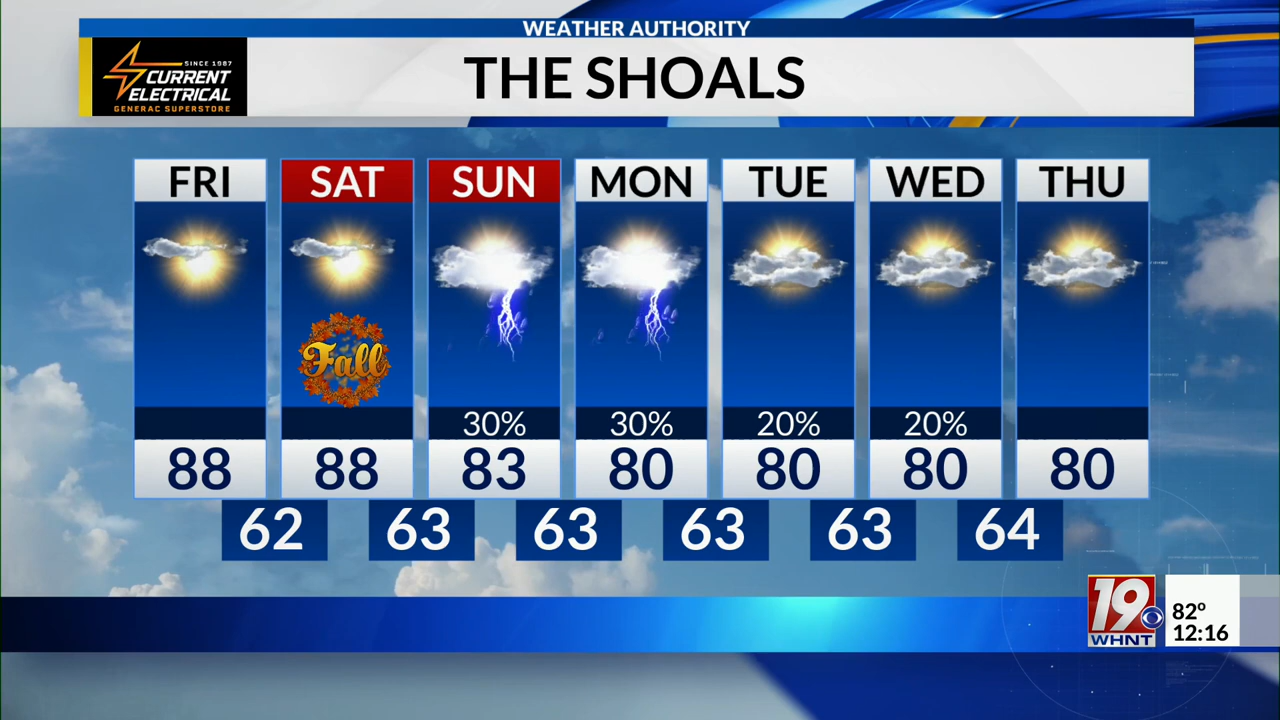 WEATHER AUTHORITY
SINCE 1987
CURRENT
ELECTRICAL
GENERAC SUPERSTORE
THE SHOALS
FRI SAT SUN MON TUE WED THU
Fall
30% 30% 20% 20%
88 88 83 80 80 80 80
62 63 63 63 63 64
19
WHNT
82º
12:16